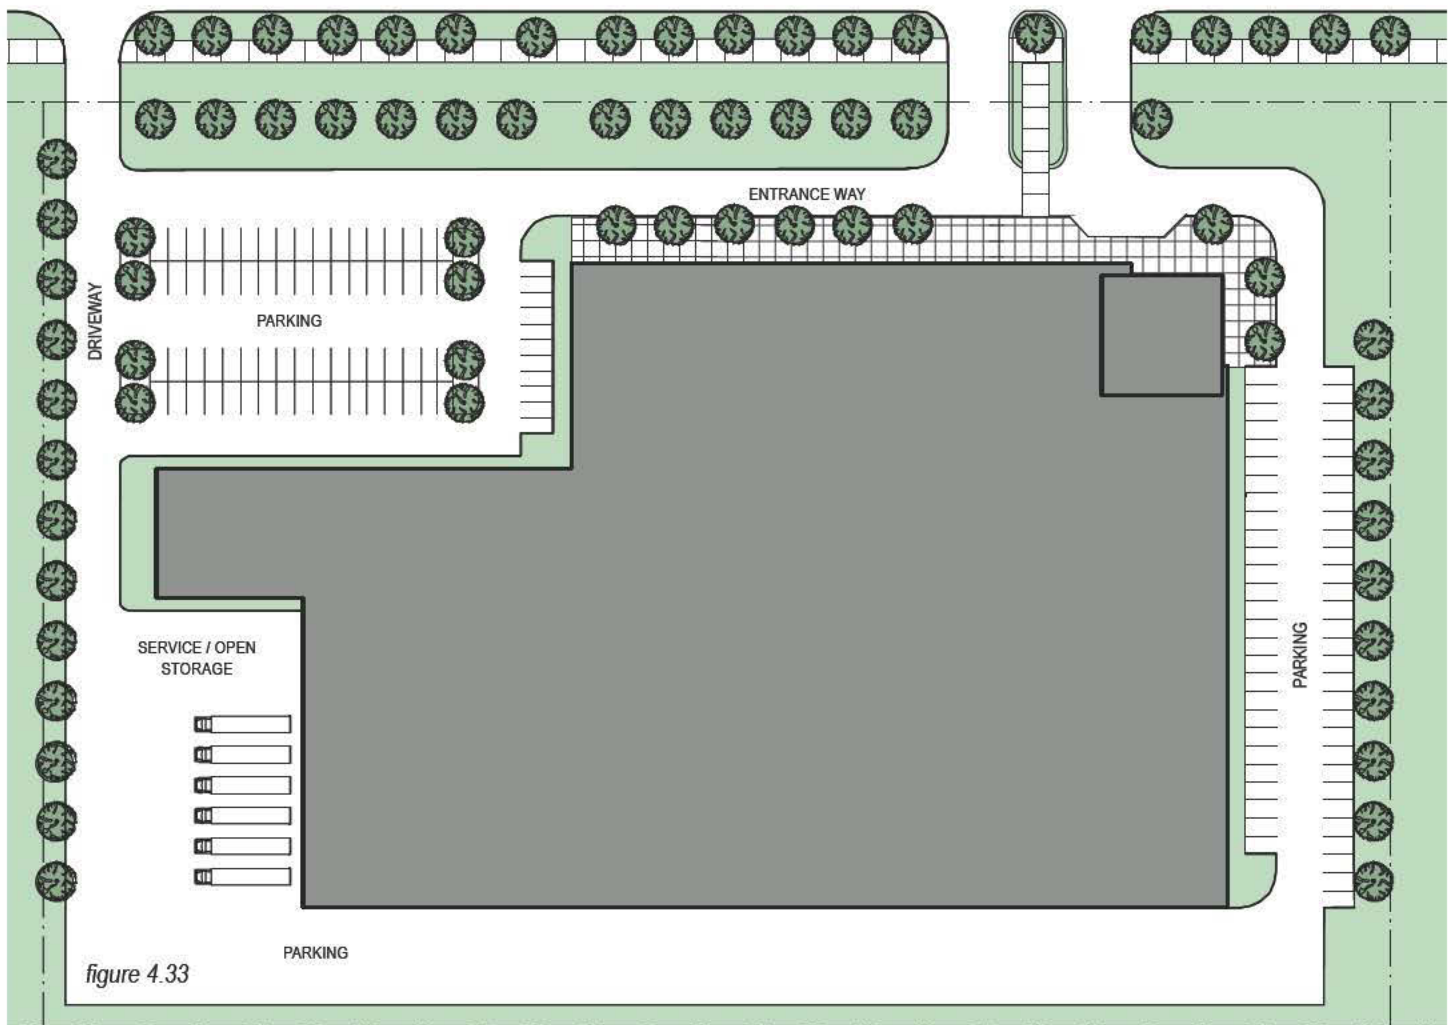 ENTRANCE WAY
DRIVEWAY
PARKING
SERVICE / OPEN
STORAGE
PARKING
PARKING
figure 4.33